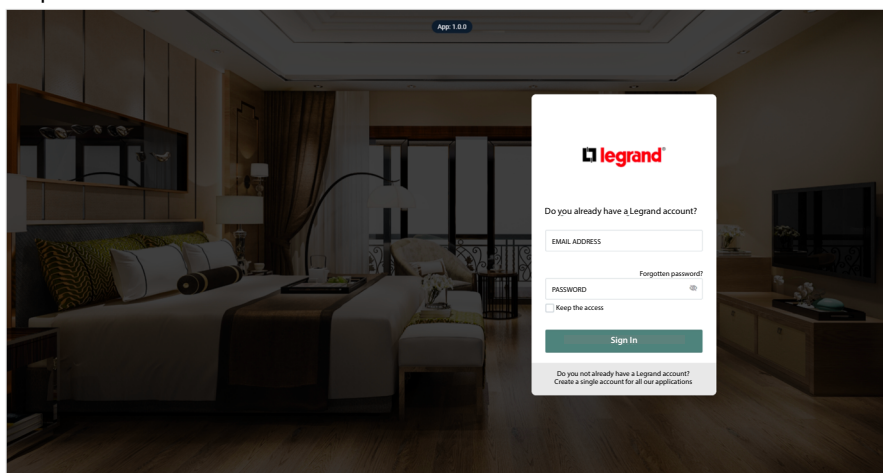 App: 1.0.0
legrand®
Do you already have a Legrand account?
EMAIL ADDRESS
Forgotten password?
PASSWORD
Keep the access
Sign In
Do you not already have a Legrand account?
Create a single account for all our applications